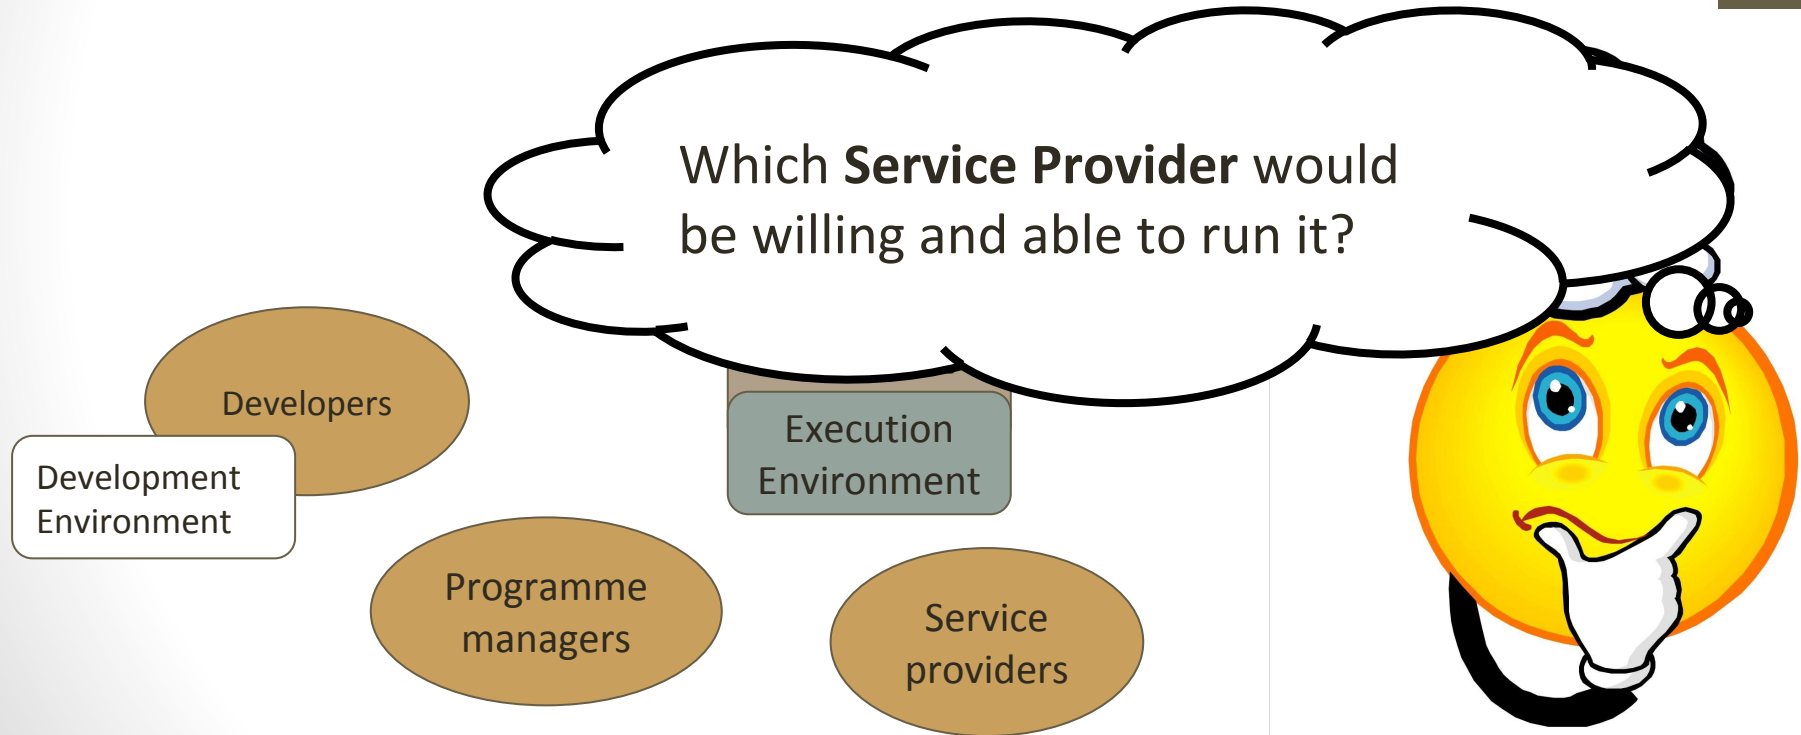 Which Service Provider would
be willing and able to run it?
Developers
Development
Environment
Execution
Environment
Programme
managers
Service
providers